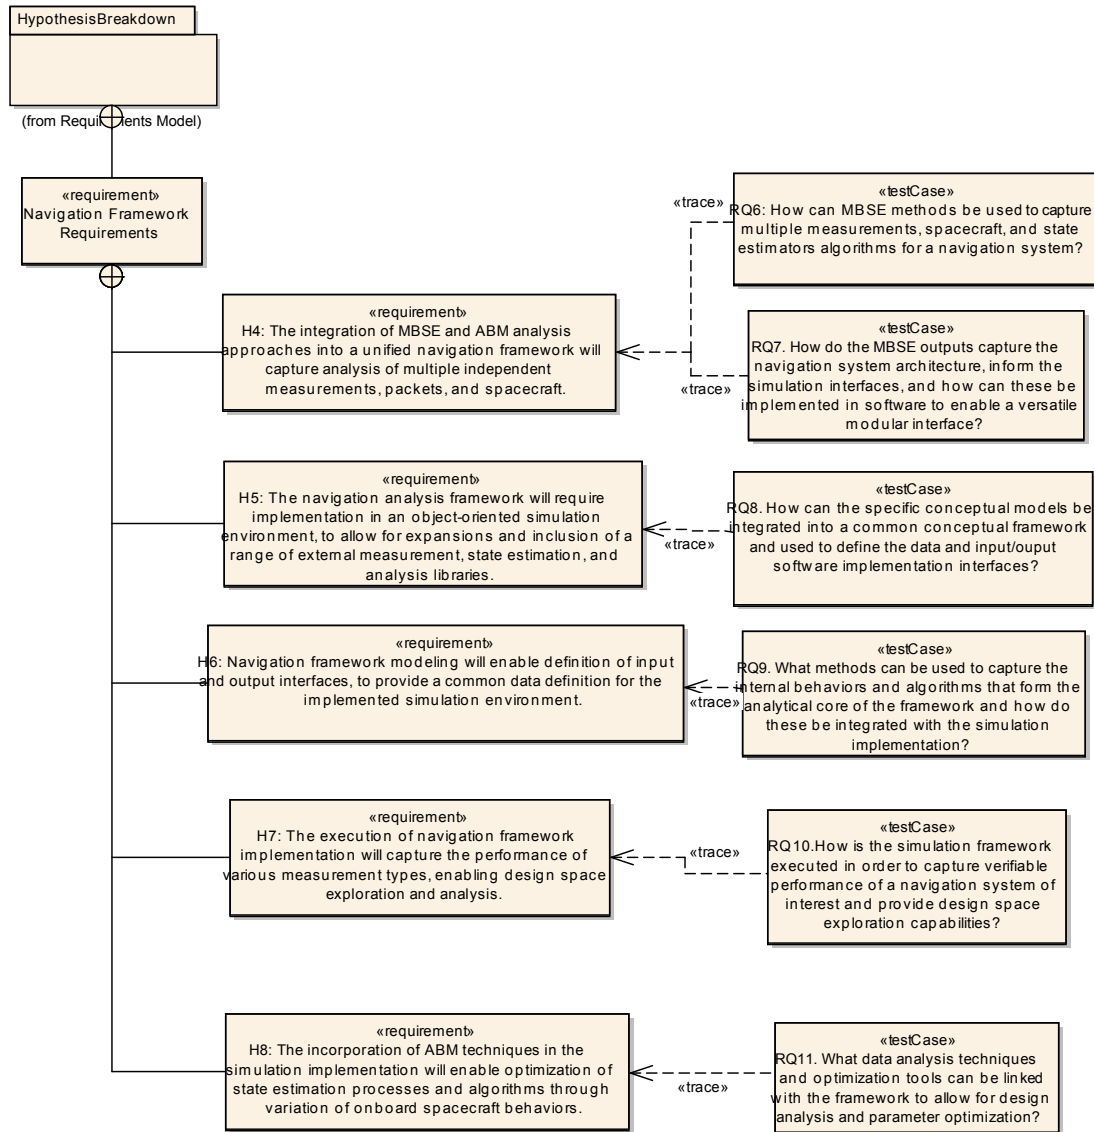 HypothesisBreakdown
(from Requirements Model)
«requirement»
Navigation Framework
Requirements
«requirement»
H4: The integration of MBSE and ABM analysis
approaches into a unified navigation framework will
capture analysis of multiple independent
measurements, packets, and spacecraft.
«trace»
«trace»
«testCase»
RQ6: How can MBSE methods be used to capture
multiple measurements, spacecraft, and state
estimators algorithms for a navigation system?
«testCase»
RQ7. How do the MBSE outputs capture the
navigation system architecture, inform the
simulation interfaces, and how can these be
implemented in software to enable a versatile
modular interface?
«requirement»
H5: The navigation analysis framework will require
implementation in an object-oriented simulation
environment, to allow for expansions and inclusion of a
range of external measurement, state estimation, and
analysis libraries.
«trace»
«testCase»
RQ8. How can the specific conceptual models be
integrated into a common conceptual framework
and used to define the data and input/ouput
software implementation interfaces?
«requirement»
H6: Navigation framework modeling will enable definition of input
and output interfaces, to provide a common data definition for the
implemented simulation environment.
«trace»
«testCase»
RQ9. What methods can be used to capture the
internal behaviors and algorithms that form the
analytical core of the framework and how do
these be integrated with the simulation
implementation?
«requirement»
H7: The execution of navigation framework
implementation will capture the performance of
various measurement types, enabling design space
exploration and analysis.
«trace»
«testCase»
RQ10.How is the simulation framework
executed in order to capture verifiable
performance of a navigation system of
interest and provide design space
exploration capabilities?
«requirement»
H8: The incorporation of ABM techniques in the
simulation implementation will enable optimization of
state estimation processes and algorithms through
variation of onboard spacecraft behaviors.
«trace»
«testCase»
RQ11. What data analysis techniques
and optimization tools can be linked
with the framework to allow for design
analysis and parameter optimization?